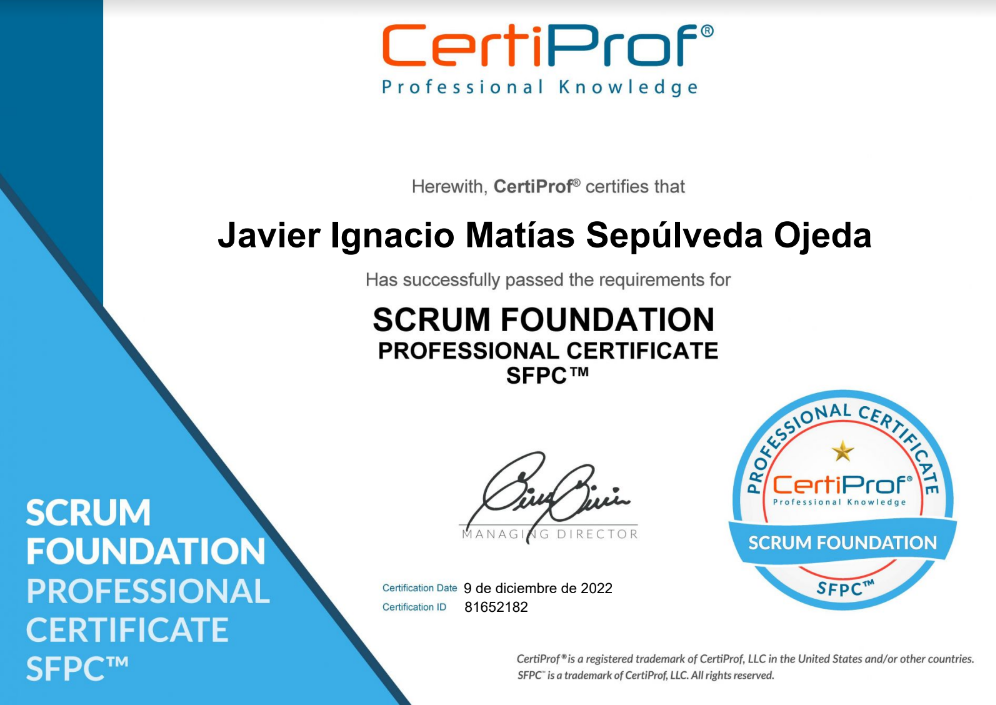 CertiProf®
Professional Knowledge
Herewith, CertiProf® certifies that
Javier Ignacio Matías Sepúlveda Ojeda
Has successfully passed the requirements for
SCRUM FOUNDATION
PROFESSIONAL CERTIFICATE
SFPC™
MANAGING DIRECTOR
Certification Date 9 de diciembre de 2022
Certification ID 81652182
SCRUM
FOUNDATION
PROFESSIONAL
CERTIFICATE
SFPC™
PROFESSIONAL CERTIFICATE
CertiProf®
Professional Knowledge
SCRUM FOUNDATION
SFPC™
CertiProf® is a registered trademark of CertiProf, LLC in the United States and/or other countries.
SFPC™ is a trademark of CertiProf, LLC. All rights reserved.